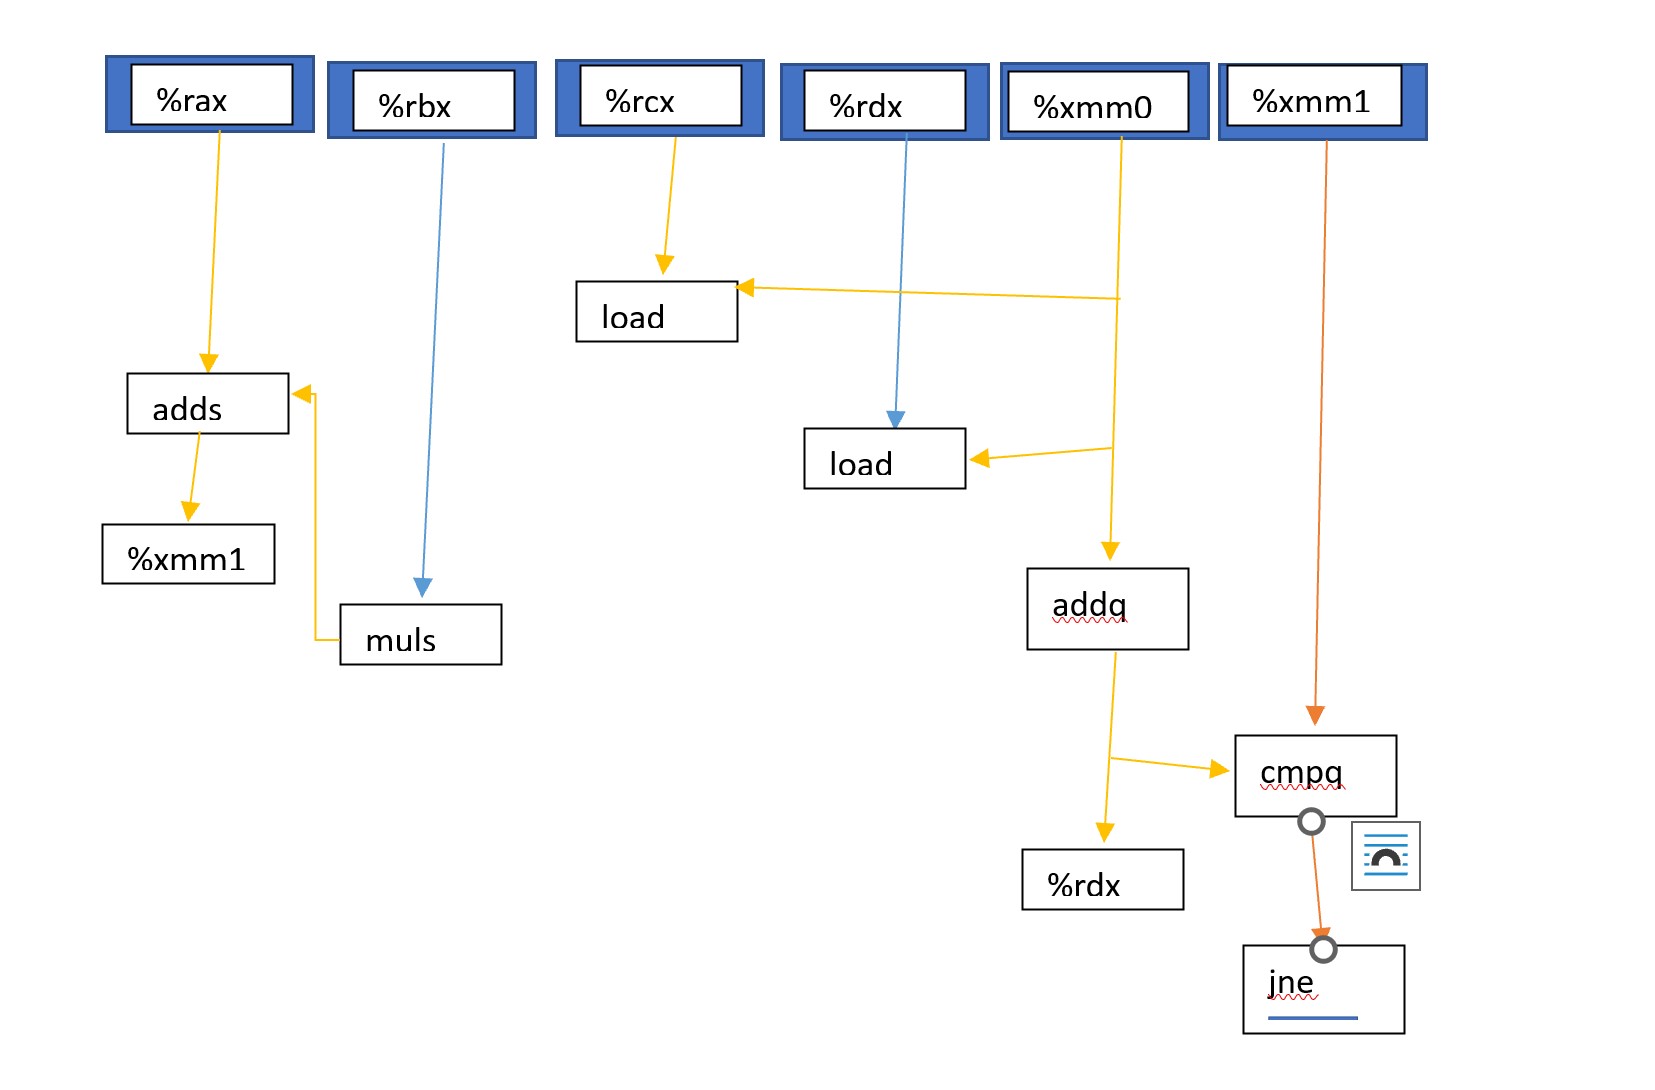 %rax
%rbx
%rcx
%rdx
%xmm0
%xmm1
load
adds
load
%xmm1
addq
muls
cmpq
%rdx
jne